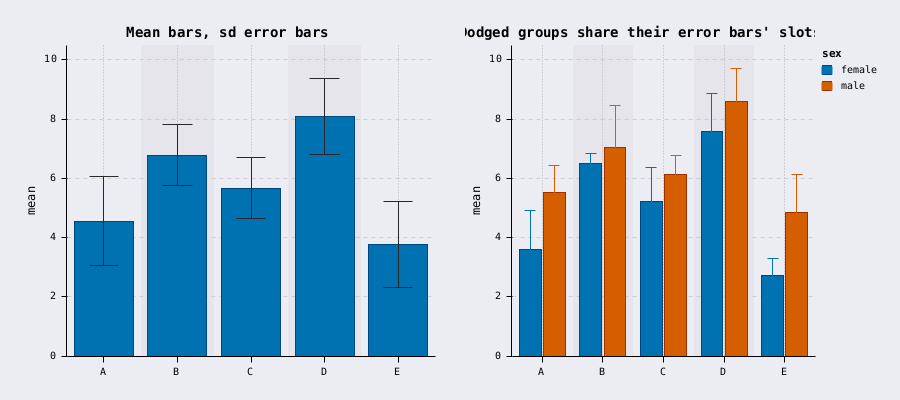 Mean bars, sd error bars
mean
10
8
6
4
2
0
A B C D E
Dodged groups share their error bars' slots
mean
10
8
6
4
2
0
A B C D E
sex
female
male